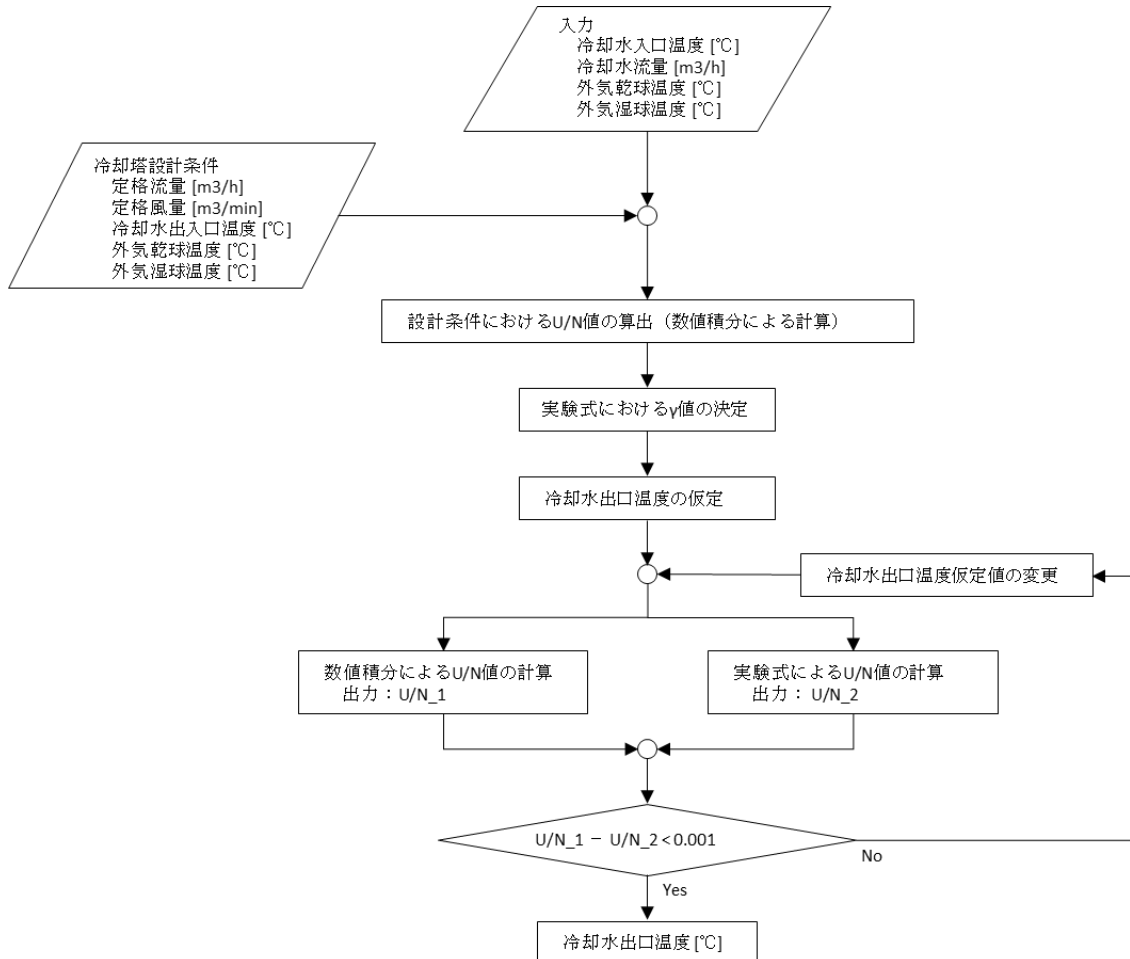 入力
冷却水入口温度 [℃]
冷却水流量 [m3/h]
外気乾球温度 [℃]
外気湿球温度 [℃]
冷却塔設計条件
定格流量 [m3/h]
定格風量 [m3/min]
冷却水出入口温度 [℃]
外気乾球温度 [℃]
外気湿球温度 [℃]
設計条件におけるU/N値の算出（数値積分による計算）
実験式におけるγ値の決定
冷却水出口温度の仮定
冷却水出口温度仮定値の変更
数値積分によるU/N値の計算
出力：U/N_1
実験式によるU/N値の計算
出力： U/N_2
U/N_1 － U/N_2＜0.001
No
Yes
冷却水出口温度[℃]